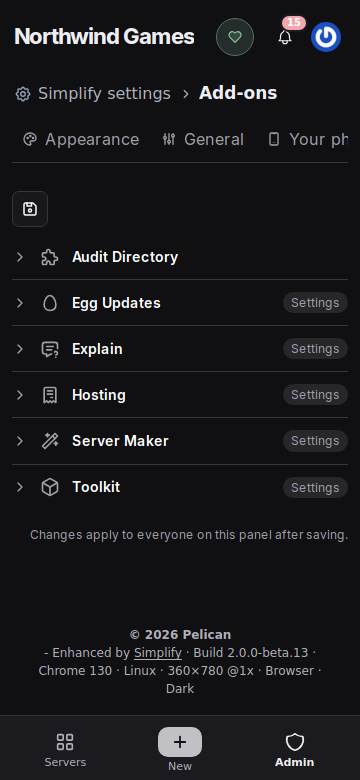 Northwind Games
15
Simplify settings > Add-ons
Appearance General Your ph
Audit Directory
Egg Updates Settings
Explain Settings
Hosting Settings
Server Maker Settings
Toolkit Settings
Changes apply to everyone on this panel after saving.
© 2026 Pelican
- Enhanced by Simplify · Build 2.0.0-beta.13 ·
Chrome 130 · Linux · 360×780 @1x · Browser ·
Dark
Servers New Admin